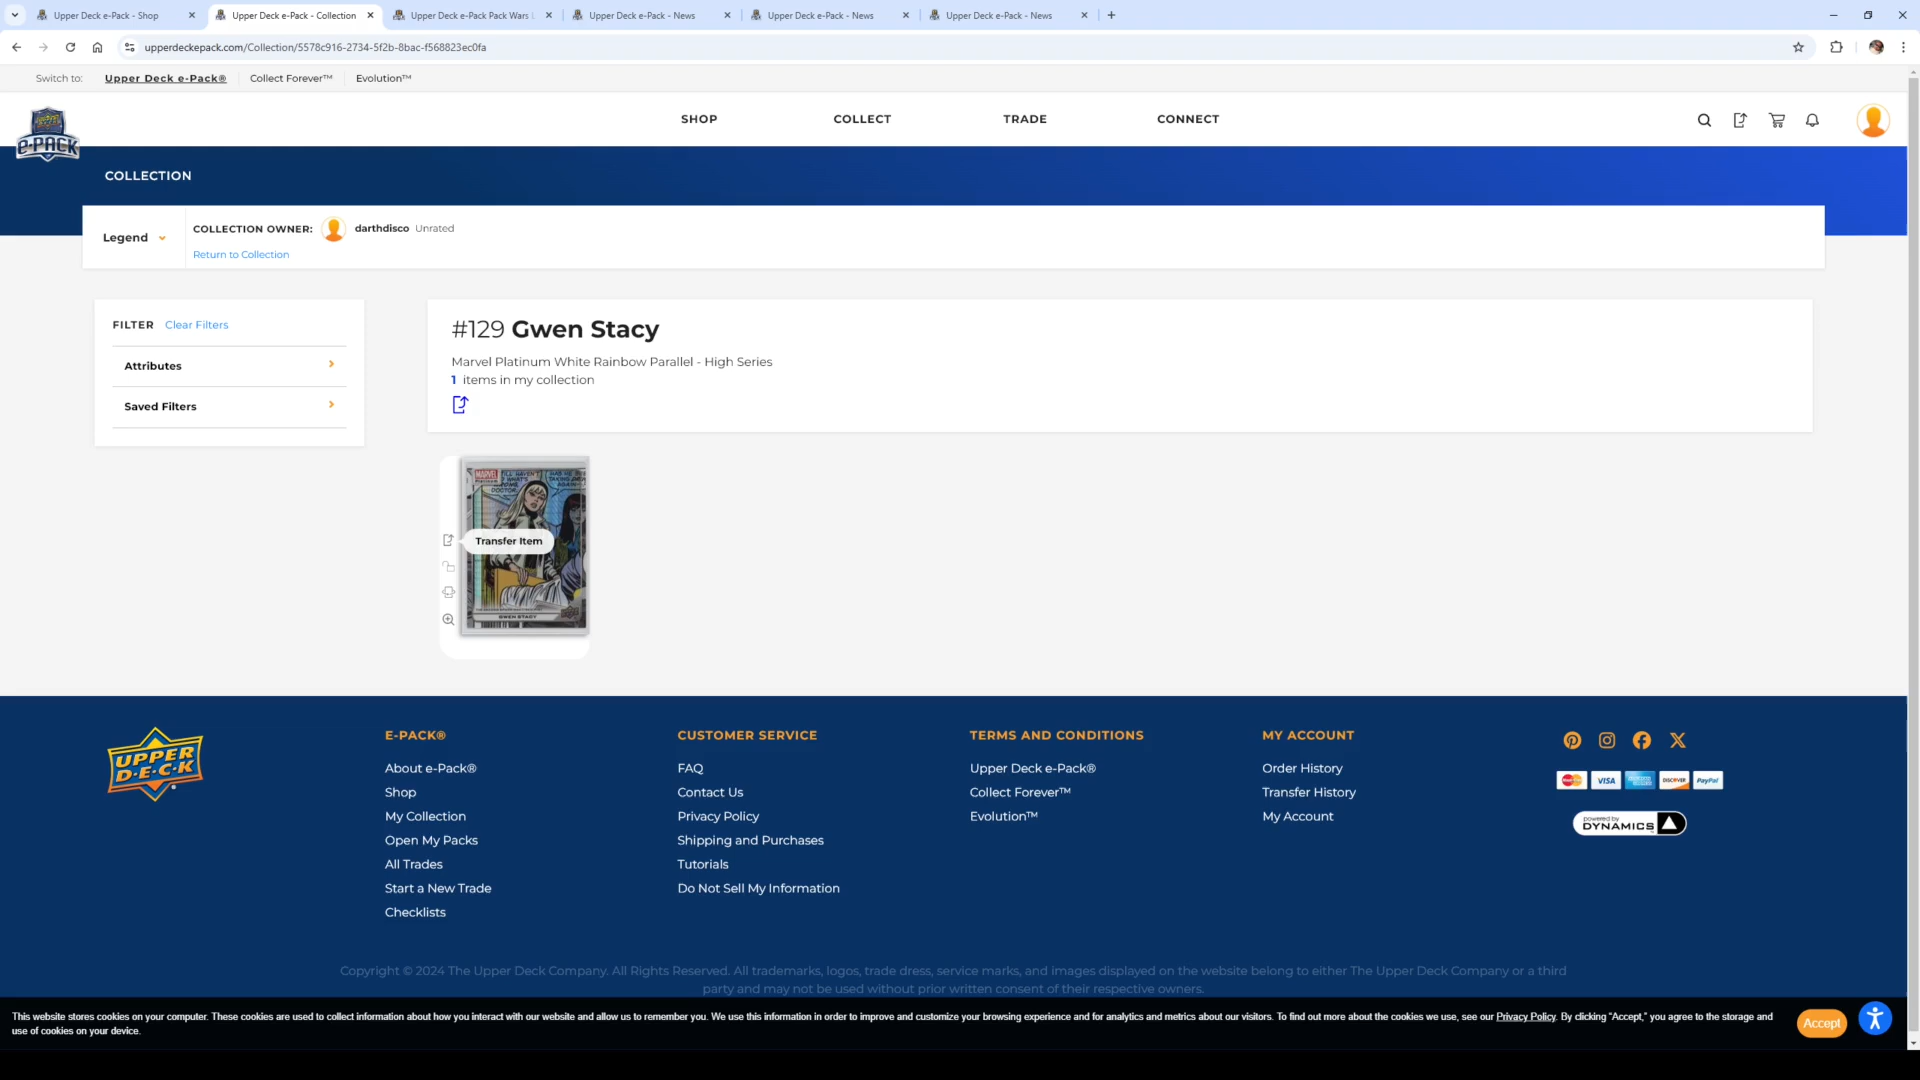 Upper Deck e-Pack - Shop
Upper Deck e-Pack - Collection
Upper Deck e-Pack Pack Wars
Upper Deck e-Pack - News
Upper Deck e-Pack - News
Upper Deck e-Pack - News
upperdeckepack.com/Collection/5578c916-2734-5f2b-8bac-f568823ec0fa
Switch to:
Upper Deck e-Pack®
Collect Forever™
Evolution™
E-PACK
SHOP
COLLECT
TRADE
CONNECT
COLLECTION
Legend
COLLECTION OWNER:
darthdisco
Unrated
Return to Collection
FILTER
Clear Filters
Attributes
Saved Filters
#129 Gwen Stacy
Marvel Platinum White Rainbow Parallel - High Series
1 items in my collection
MARVEL
DOCTOR.
Transfer Item
GWEN STACY
UPPER
D·E·C·K
E-PACK®
About e-Pack®
Shop
My Collection
Open My Packs
All Trades
Start a New Trade
Checklists
CUSTOMER SERVICE
FAQ
Contact Us
Privacy Policy
Shipping and Purchases
Tutorials
Do Not Sell My Information
TERMS AND CONDITIONS
Upper Deck e-Pack®
Collect Forever™
Evolution™
MY ACCOUNT
Order History
Transfer History
My Account
VISA
DISCOVER
PayPal
powered by
DYNAMICS
Copyright © 2024 The Upper Deck Company. All Rights Reserved. All trademarks, logos, trade dress, service marks, and images displayed on the website belong to either The Upper Deck Company or a third
party and may not be used without prior written consent of their respective owners.
This website stores cookies on your computer. These cookies are used to collect information about how you interact with our website and allow us to remember you. We use this information in order to improve and customize your browsing experience and for analytics and metrics about our visitors. To find out more about the cookies we use, see our Privacy Policy. By clicking "Accept," you agree to the storage and
use of cookies on your device.
Accept